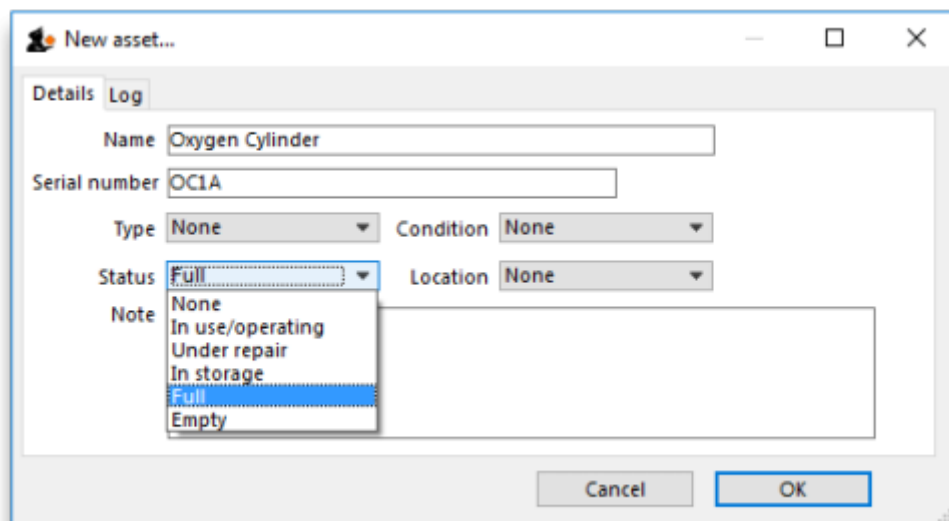 New asset...
Details Log
Name Oxygen Cylinder
Serial number OC1A
Type None Condition None
Status Full Location None
Note
None
In use/operating
Under repair
In storage
Full
Empty
Cancel OK